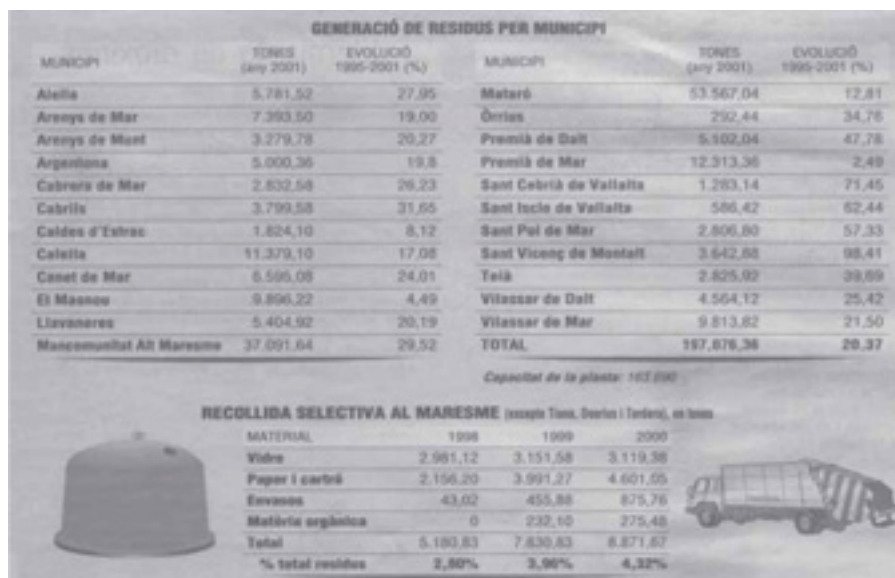 GENERACIÓ DE RESIDUS PER MUNICIPI
MUNICIPI TONES (any 2001) EVOLUCIÓ 1995-2001 (%)
Alella 5.781,52 27,95
Arenys de Mar 7.393,50 19,00
Arenys de Munt 3.279,78 20,27
Argentona 5.000,36 19,8
Cabrera de Mar 2.832,58 26,23
Cabrils 3.799,58 31,65
Caldes d'Estrac 1.824,10 8,12
Calella 11.379,10 17,08
Canet de Mar 6.595,08 24,01
El Masnou 9.896,22 4,49
Llavaneres 5.404,92 20,19
Mancomunitat Alt Maresme 37.091,64 29,52
MUNICIPI TONES (any 2001) EVOLUCIÓ 1995-2001 (%)
Mataró 53.567,04 12,81
Òrrius 292,44 34,76
Premià de Dalt 5.102,04 47,78
Premià de Mar 12.313,36 2,49
Sant Cebrià de Vallalta 1.283,14 71,45
Sant Iscle de Vallalta 586,42 62,44
Sant Pol de Mar 2.806,80 57,33
Sant Vicenç de Montalt 3.642,88 98,41
Teià 2.825,92 39,69
Vilassar de Dalt 4.564,12 25,42
Vilassar de Mar 9.813,82 21,50
TOTAL 197.076,36 20,37
Capacitat de la planta: 163.690
RECOLLIDA SELECTIVA AL MARESME (excepte Tiana, i Tordera), en tones
MATERIAL 1998 1999 2000
Vidre 2.981,12 3.151,58 3.119,38
Paper i cartró 2.156,20 3.991,27 4.601,05
Envasos 43,02 455,88 875,76
Matèria orgànica 0 232,10 275,48
Total 5.180,83 7.830,83 8.871,67
% total residus 2,80% 3,96% 4,32%